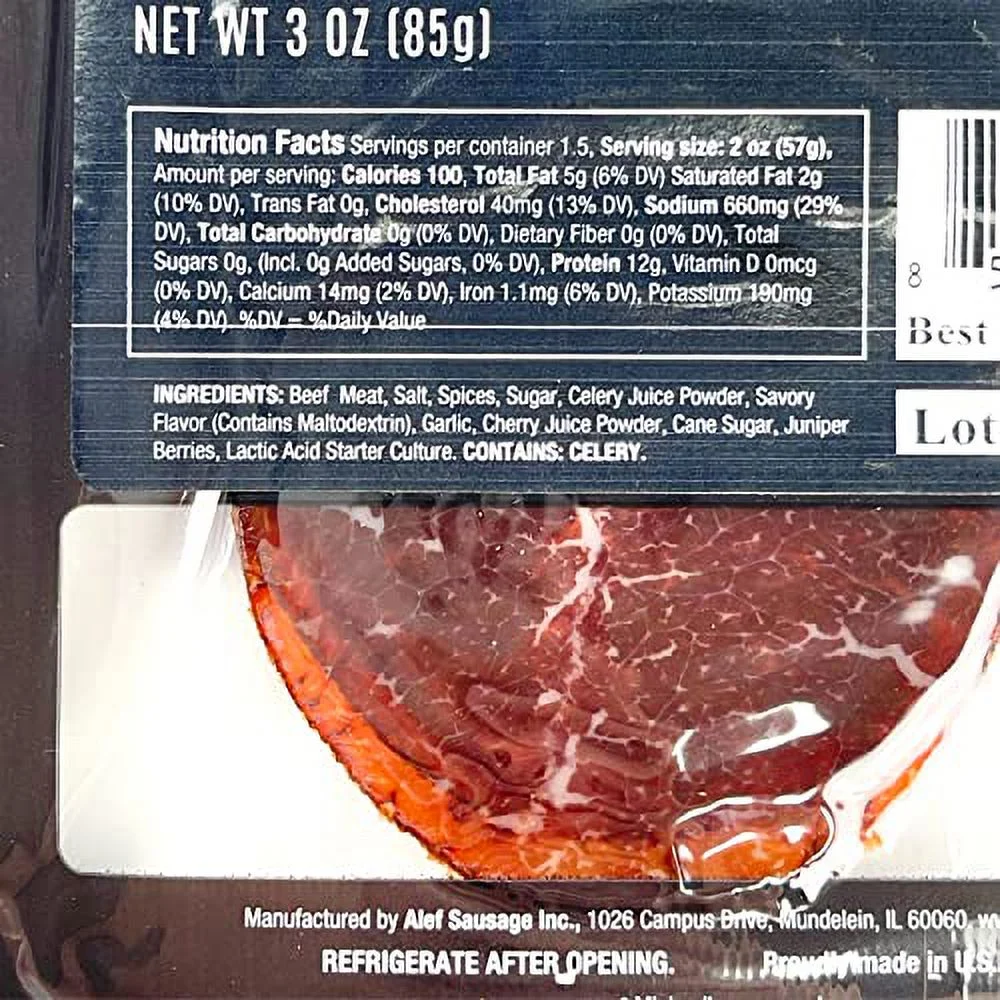 NET WT 3 OZ (85g)
Nutrition Facts Servings per container 1.5, Serving size: 2 oz (57g),
Amount per serving: Calories 100, Total Fat 5g (6% DV) Saturated Fat 2g
(10% DV), Trans Fat 0g, Cholesterol 40mg (13% DV), Sodium 660mg (29%
DV), Total Carbohydrate 0g (0% DV), Dietary Fiber 0g (0% DV), Total
Sugars 0g, (Incl. 0g Added Sugars, 0% DV), Protein 12g, Vitamin D 0mcg
(0% DV), Calcium 14mg (2% DV), Iron 1.1mg (6% DV), Potassium 190mg
(4% DV). %DV = %Daily Value
8
Best
INGREDIENTS: Beef Meat, Salt, Spices, Sugar, Celery Juice Powder, Savory
Flavor (Contains Maltodextrin), Garlic, Cherry Juice Powder, Cane Sugar, Juniper
Berries, Lactic Acid Starter Culture. CONTAINS: CELERY.
Lot
Manufactured by Alef Sausage Inc., 1026 Campus Drive, Mundelein, IL 60060.
REFRIGERATE AFTER OPENING.
Proudly made in U.S.